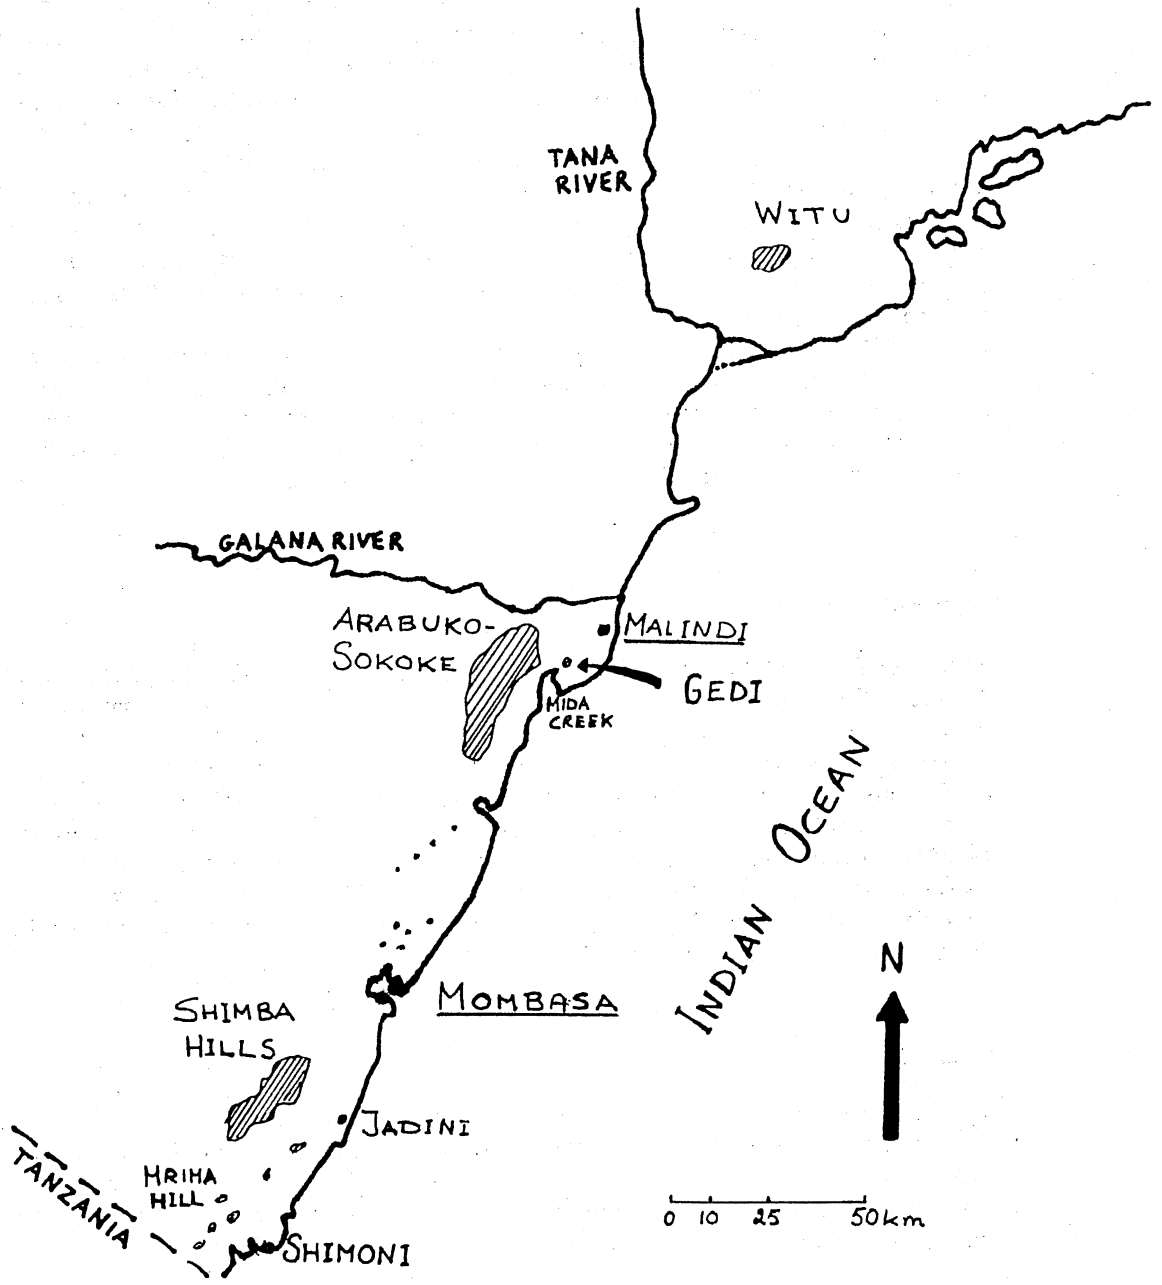 TANA
RIVER
WITU
GALANA RIVER
ARABUKO-
SOKOKE
MALINDI
GEDI
MIDA
CREEK
INDIAN OCEAN
N
MOMBASA
SHIMBA
HILLS
JADINI
MRIMA
HILL
TANZANIA
SHIMONI
0 10 25 50km